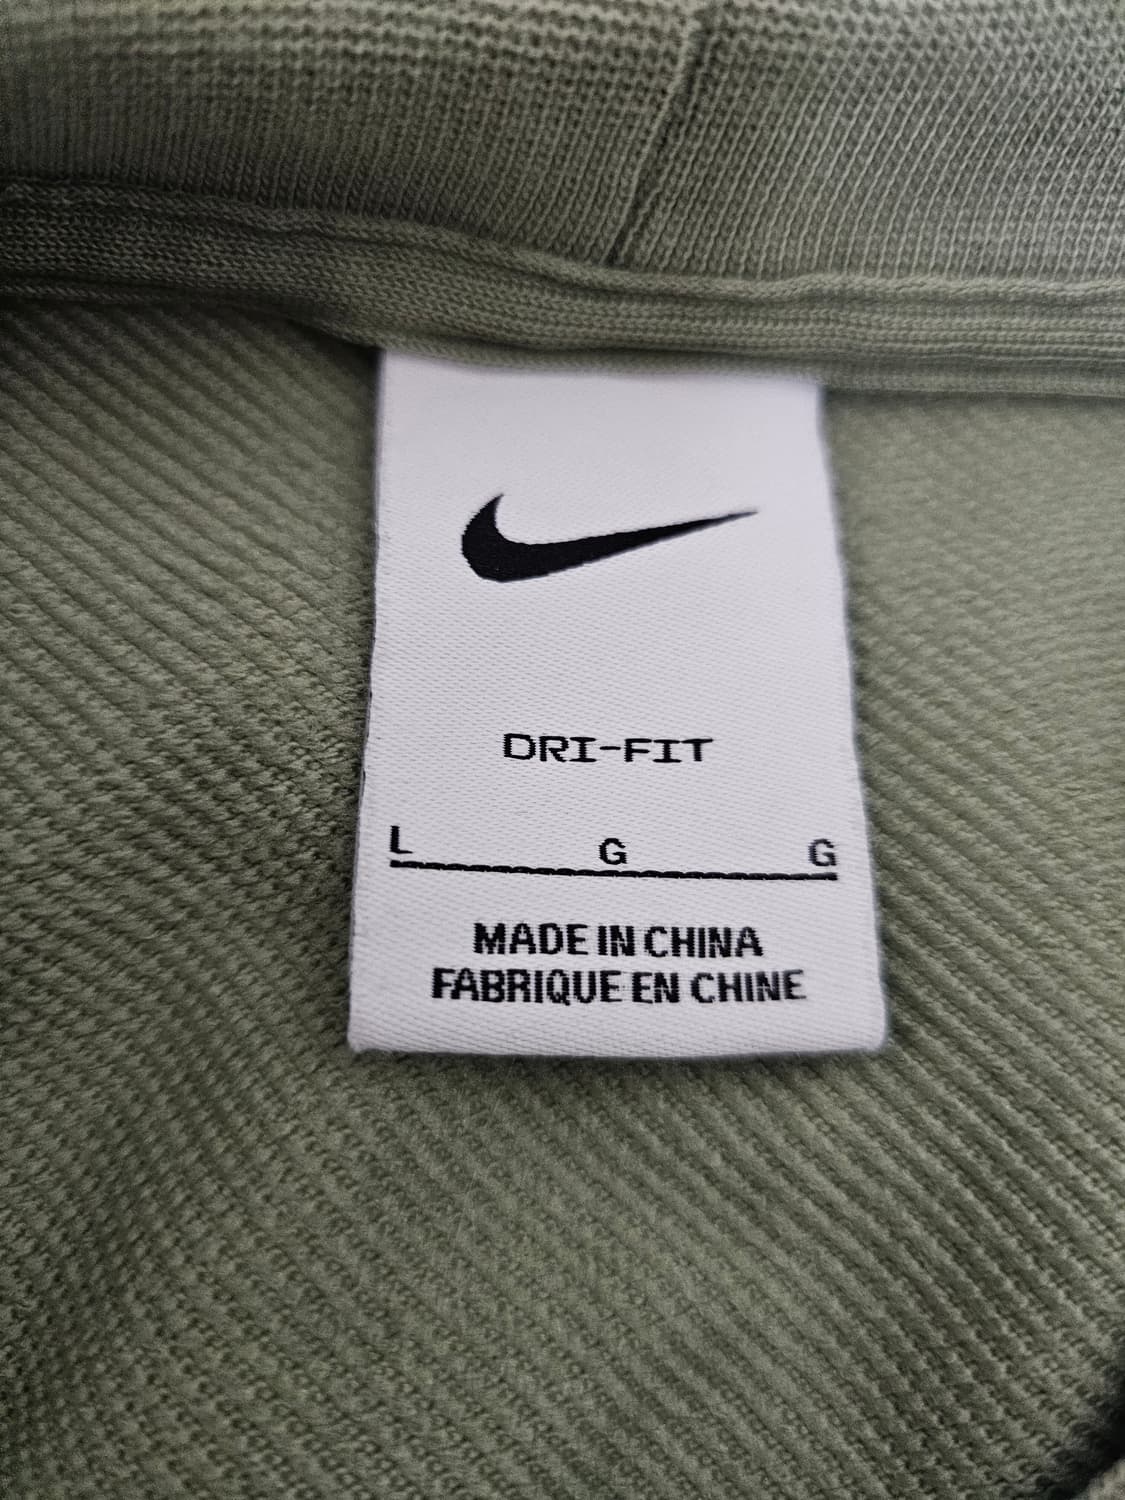 DRI-FIT
L G G
MADE IN CHINA
FABRIQUE EN CHINE